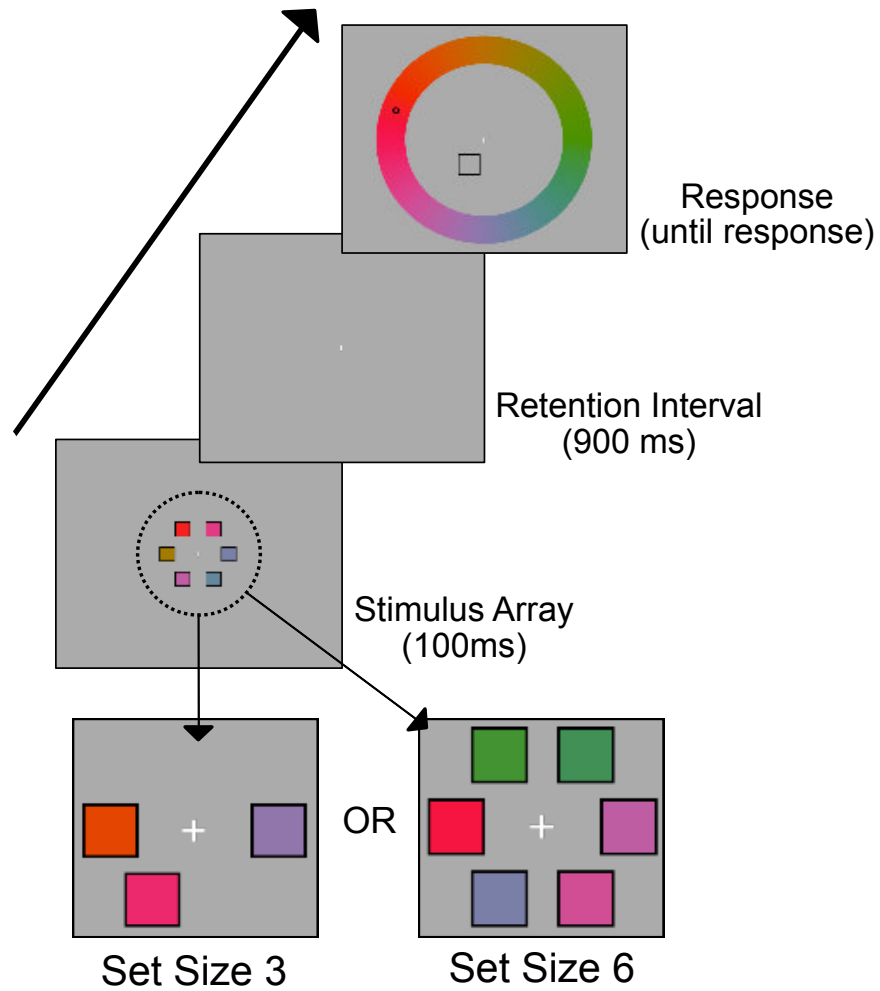 Response
(until response)
Retention Interval
(900 ms)
Stimulus Array
(100ms)
OR
Set Size 3
Set Size 6